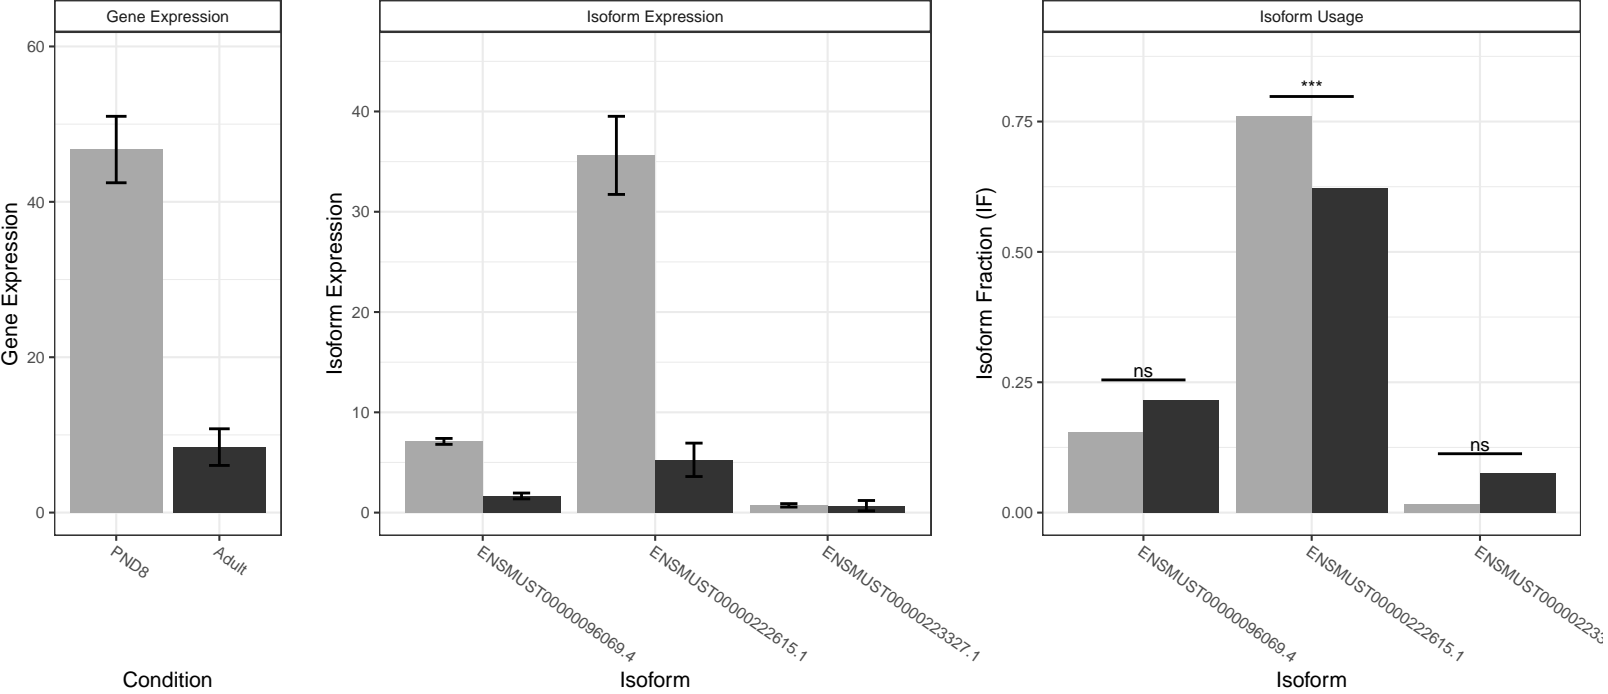 Gene Expression
Isoform Expression
Isoform Usage
Gene Expression
60
40
20
0
PND8
Adult
Condition
Isoform Expression
40
30
20
10
0
ENSMUST00000096069.4
ENSMUST00000222615.1
ENSMUST00000223327.1
Isoform
Isoform Fraction (IF)
0.75
0.50
0.25
0.00
ns
***
ns
ENSMUST00000096069.4
ENSMUST00000222615.1
ENSMUST00000223
Isoform